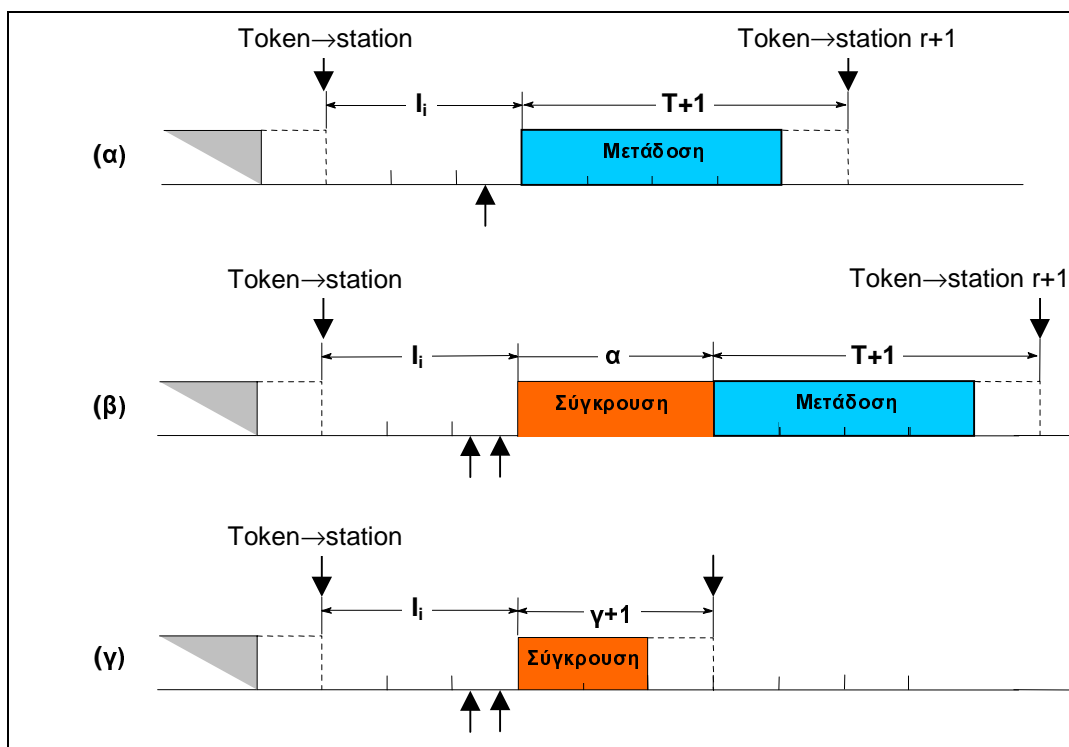 Token→station Token→station r+1
Ii T+1
(α) Μετάδοση
Token→station Token→station r+1
Ii α T+1
(β) Σύγκρουση Μετάδοση
Token→station
Ii γ+1
(γ) Σύγκρουση